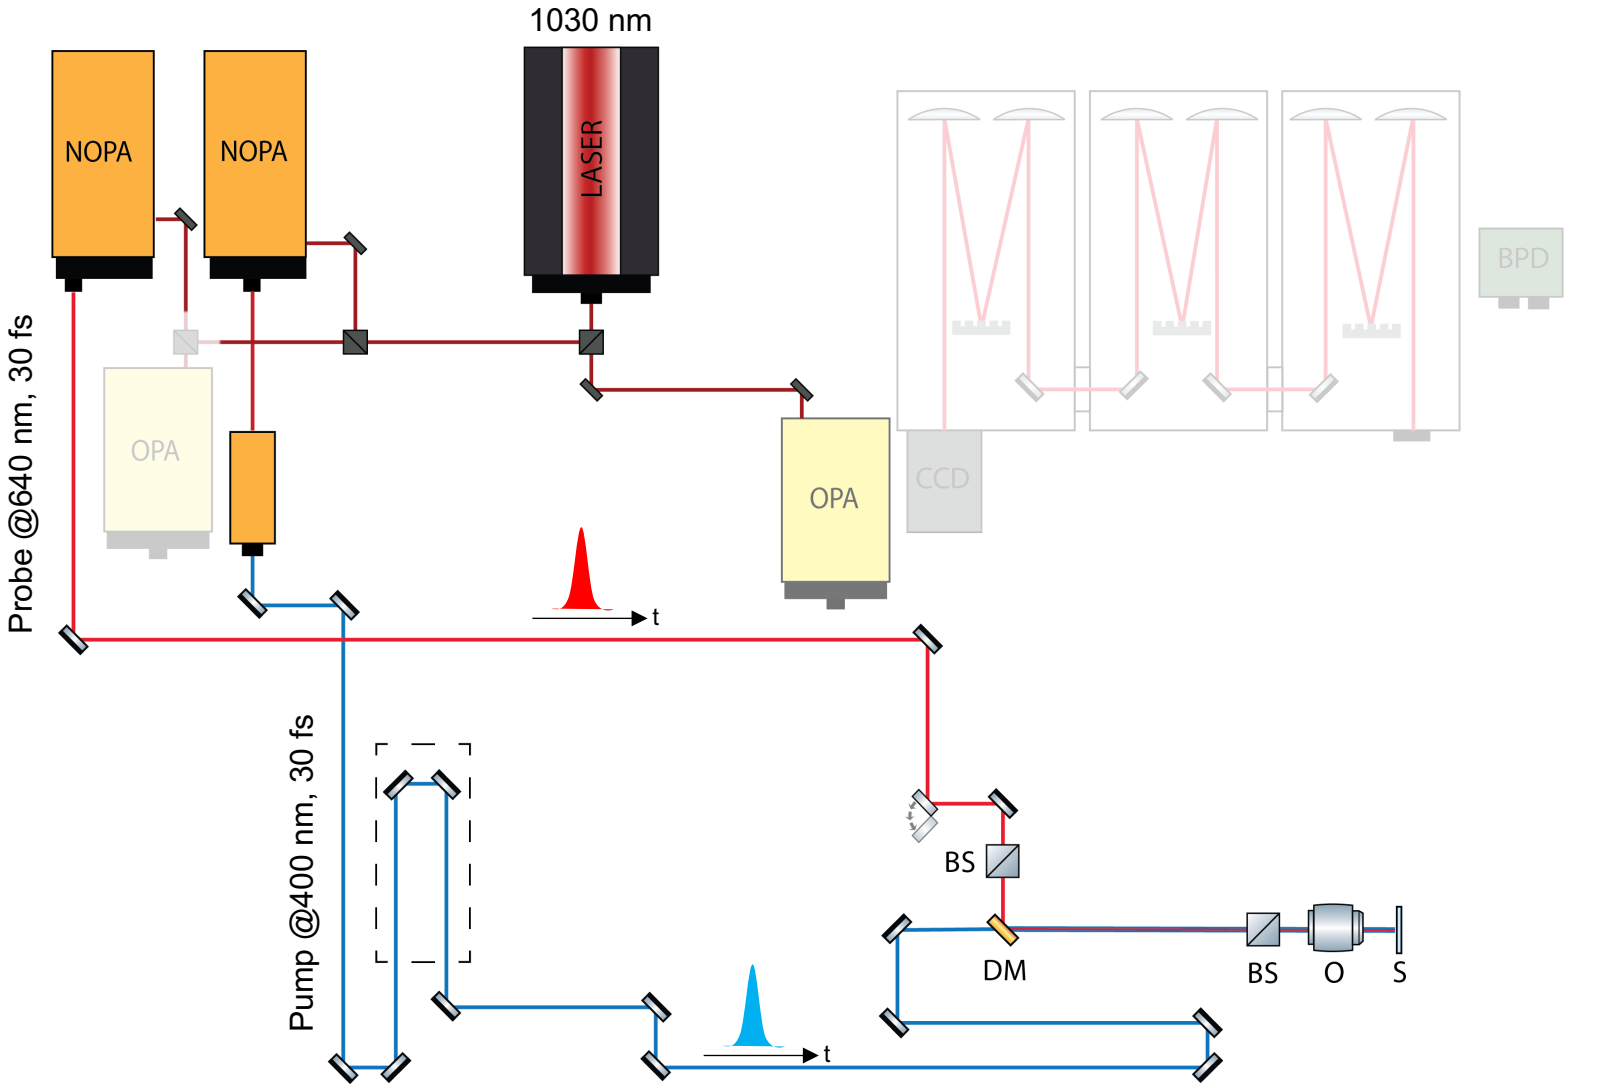 1030 nm
NOPA
NOPA
LASER
BPD
OPA
CCD
OPA
Probe @640 nm, 30 fs
t
Pump @400 nm, 30 fs
BS
DM
BS
O
S
t